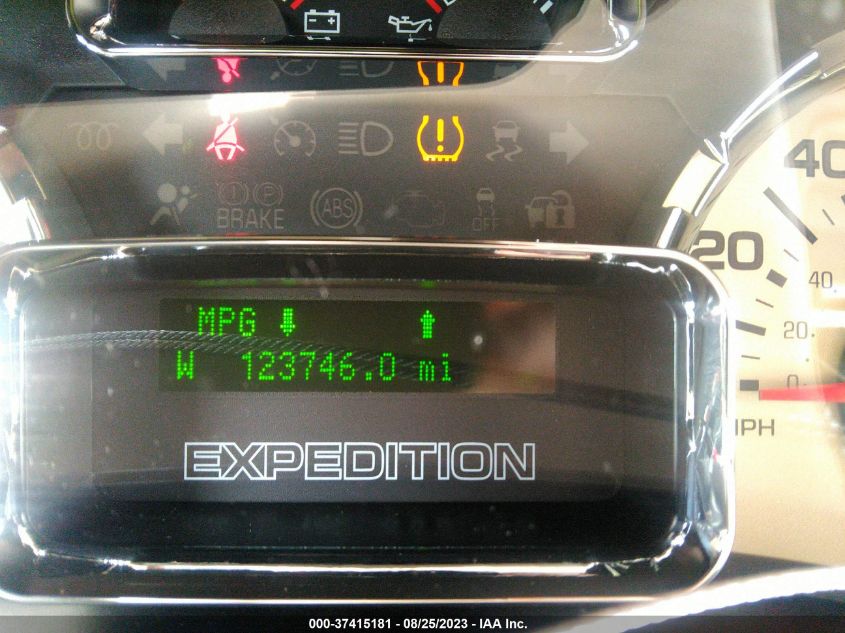 BRAKE
ABS
OFF
40
20
40
20
0
MPH
MPG
W 123746.0 mi
EXPEDITION
000-37415181 - 08/25/2023 - IAA Inc.